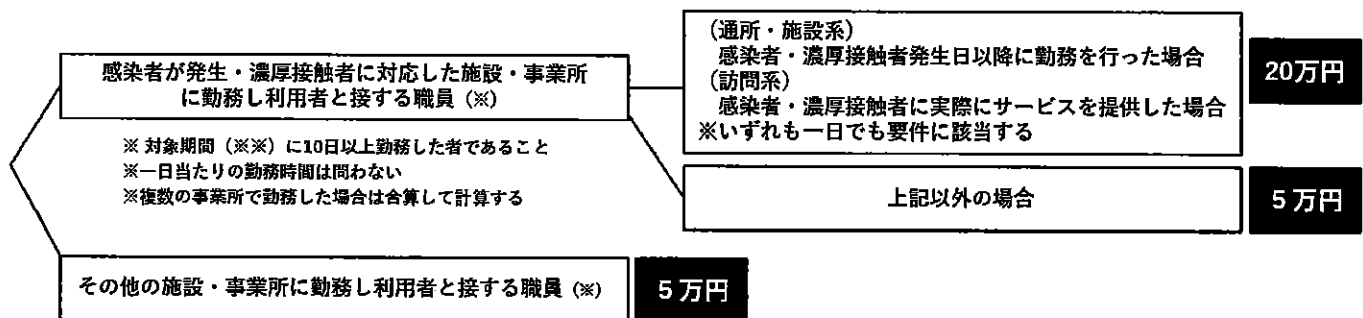 感染者が発生・濃厚接触者に対応した施設・事業所
に勤務し利用者と接する職員（※）
※ 対象期間（※※）に10日以上勤務した者であること
※一日当たりの勤務時間は問わない
※複数の事業所で勤務した場合は合算して計算する
（通所・施設系）
感染者・濃厚接触者発生日以降に勤務を行った場合
（訪問系）
感染者・濃厚接触者に実際にサービスを提供した場合
※いずれも一日でも要件に該当する
20万円
上記以外の場合
5万円
その他の施設・事業所に勤務し利用者と接する職員（※）
5万円